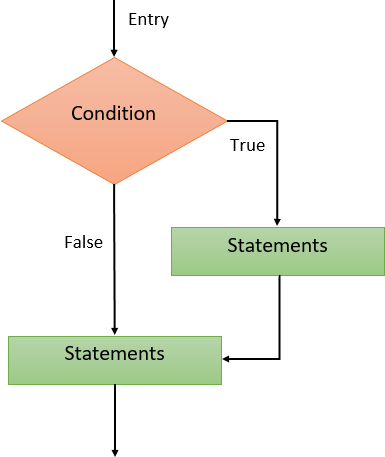 Entry
Condition
True
Statements
False
Statements